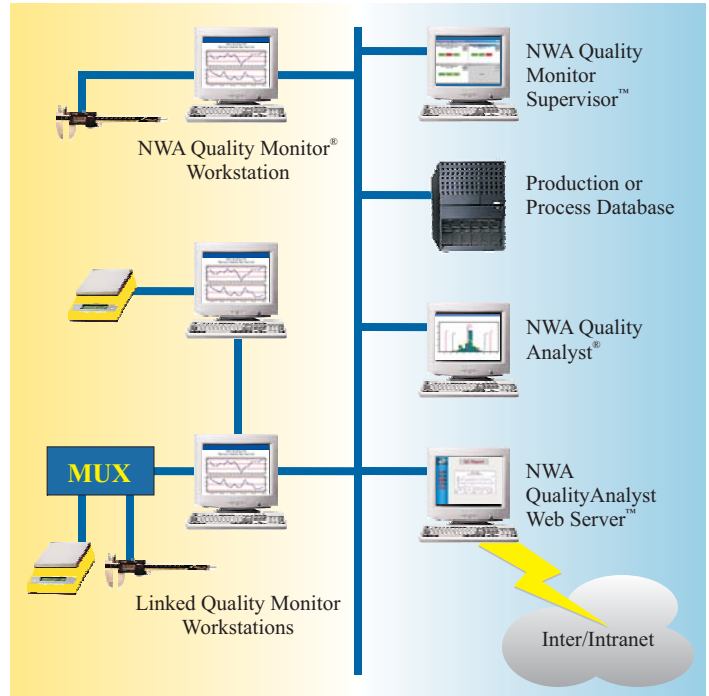 NWA Quality
Monitor
Supervisor™
NWA Quality Monitor®
Workstation
Production or
Process Database
NWA Quality
Analyst®
MUX
NWA
QualityAnalyst
Web Server™
Linked Quality Monitor
Workstations
Inter/Intranet